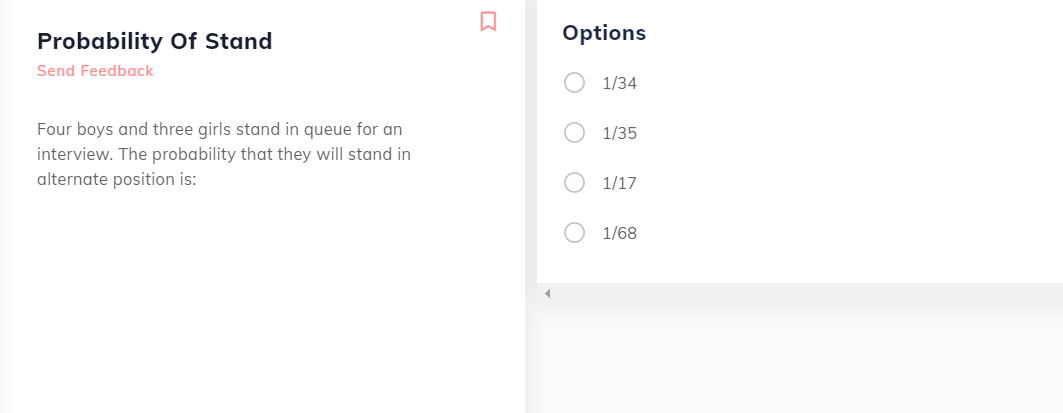 Probability Of Stand
Send Feedback
Four boys and three girls stand in queue for an
interview. The probability that they will stand in
alternate position is:
Options
1/34
1/35
1/17
1/68